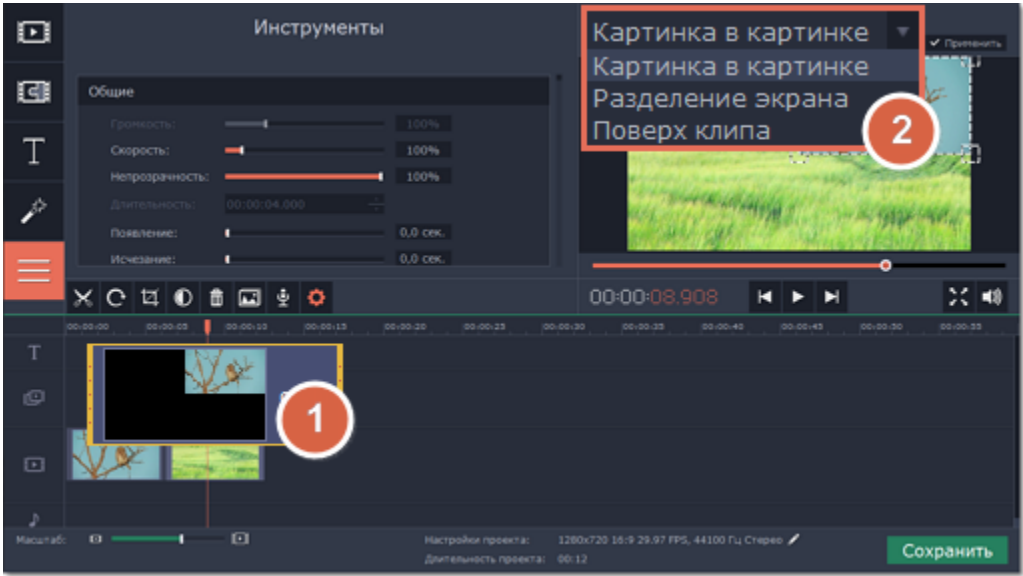 Инструменты
Общие
Громкость: 100%
Скорость: 100%
Непрозрачность: 100%
Длительность: 00:00:04.000
Появление: 0,0 сек.
Исчезание: 0,0 сек.
Картинка в картинке
Применить
Картинка в картинке
Разделение экрана
Поверх клипа
2
00:00:08.908
00:00:00 00:00:05 00:00:10 00:00:15 00:00:20 00:00:25 00:00:30 00:00:35 00:00:40 00:00:45 00:00:50 00:00:55
T
1
Масштаб:
Настройки проекта: 1280x720 16:9 29.97 FPS, 44100 Гц Стерео
Длительность проекта: 00:12
Сохранить